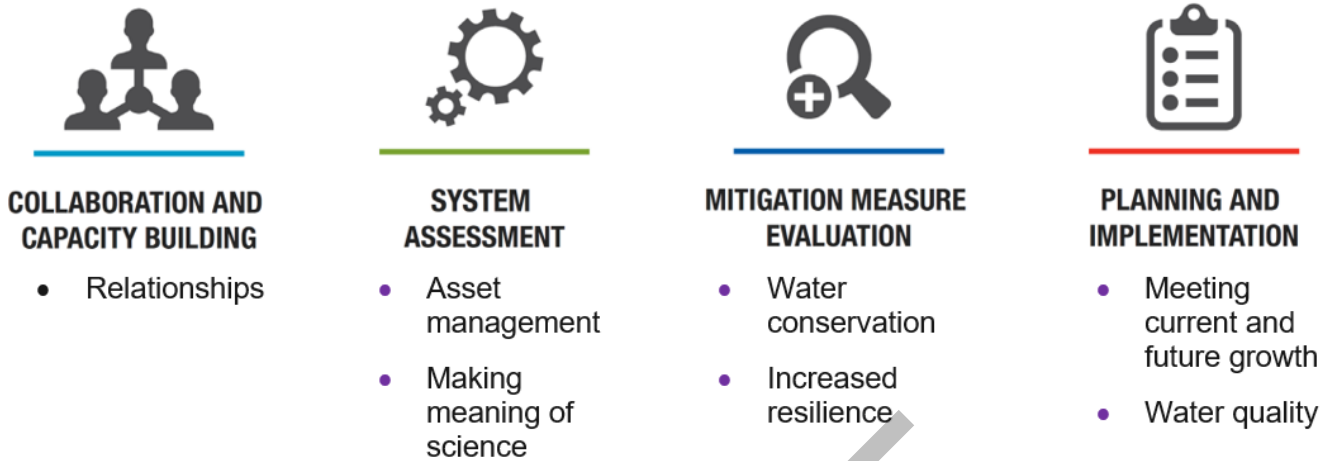 COLLABORATION AND
CAPACITY BUILDING
• Relationships
SYSTEM
ASSESSMENT
• Asset
management
• Making
meaning of
science
MITIGATION MEASURE
EVALUATION
• Water
conservation
• Increased
resilience
PLANNING AND
IMPLEMENTATION
• Meeting
current and
future growth
• Water quality